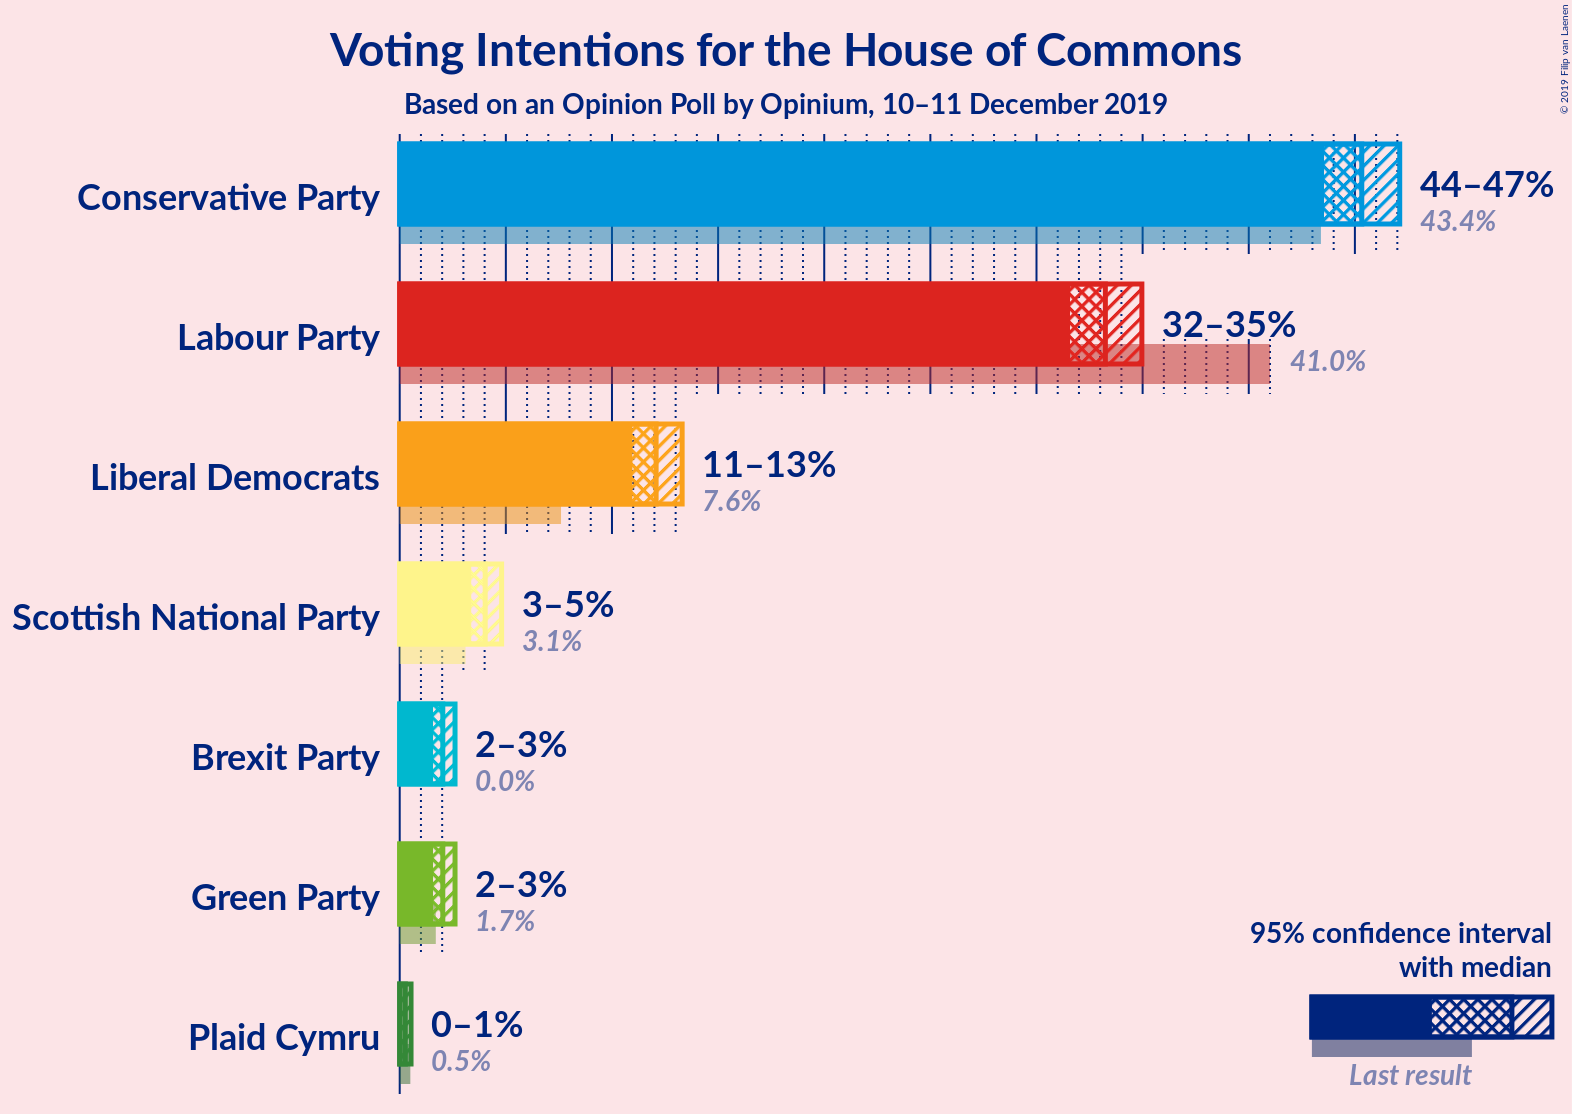 Voting Intentions for the House of Commons
Based on an Opinion Poll by Opinium, 10–11 December 2019
© 2019 Filip van Laenen
Conservative Party
44–47%
43.4%
Labour Party
32–35%
41.0%
Liberal Democrats
11–13%
7.6%
Scottish National Party
3–5%
3.1%
Brexit Party
2–3%
0.0%
Green Party
2–3%
1.7%
Plaid Cymru
0–1%
0.5%
95% confidence interval
with median
Last result